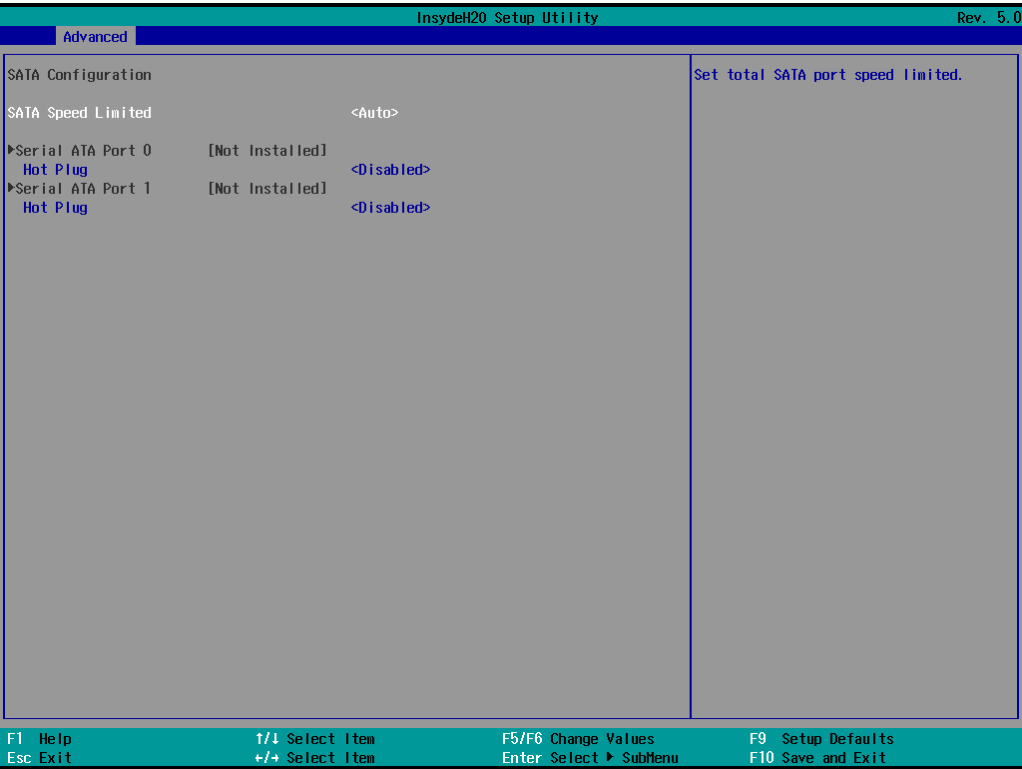 InsydeH20 Setup Utility Rev. 5.0
Advanced
SATA Configuration
Set total SATA port speed limited.
SATA Speed Limited <Auto>
▶Serial ATA Port 0 [Not Installed]
Hot Plug <Disabled>
▶Serial ATA Port 1 [Not Installed]
Hot Plug <Disabled>
F1 Help ↑/↓ Select Item F5/F6 Change Values F9 Setup Defaults
Esc Exit ←/→ Select Item Enter Select ▶ SubMenu F10 Save and Exit